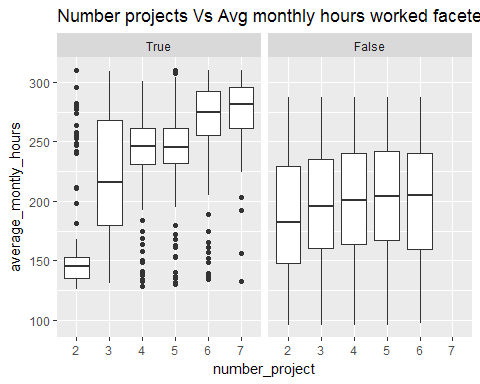 Number projects Vs Avg monthly hours worked facete
True False
300
250
200
150
100
average_montly_hours
2 3 4 5 6 7 2 3 4 5 6 7
number_project